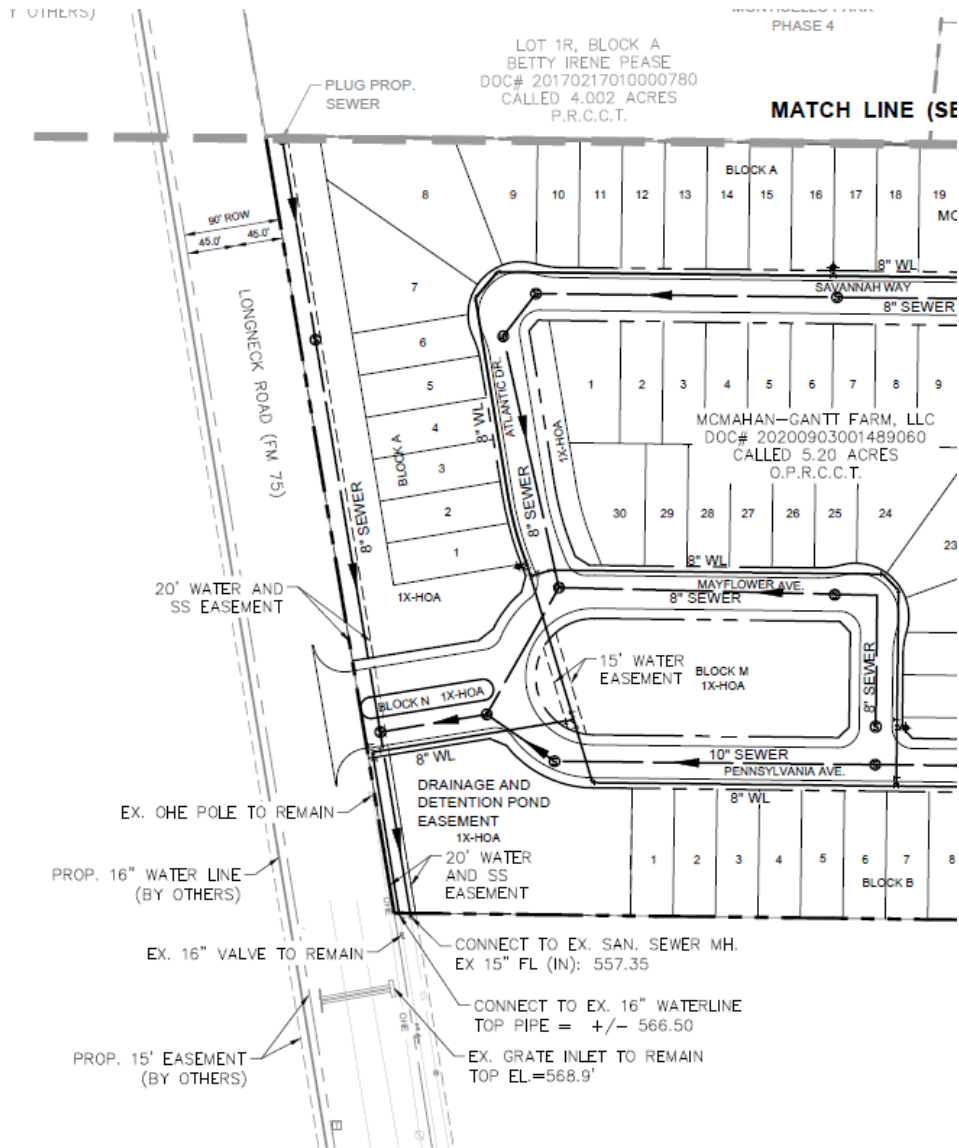 Y OTHERS)
PHASE 4
LOT 1R, BLOCK A
BETTY IRENE PEASE
DOC# 20170217010000780
CALLED 4.002 ACRES
P.R.C.C.T.
PLUG PROP.
SEWER
MATCH LINE (SE
BLOCK A
8
9
10
11
12
13
14
15
16
17
18
19
MC
90' ROW
45.0'
45.0'
8" WL
SAVANNAH WAY
8" SEWER
7
6
5
4
3
2
1
1X-HOA
BLOCK A
LONGNECK ROAD (FM 75)
8" SEWER
8" WL
ATLANTIC DR.
8" SEWER
1X-HOA
1
2
3
4
5
6
7
8
9
MCMAHAN-GANTT FARM, LLC
DOC# 20200903001489060
CALLED 5.20 ACRES
O.P.R.C.C.T.
30
29
28
27
26
25
24
23
8" WL
MAYFLOWER AVE.
8" SEWER
20' WATER AND
SS EASEMENT
15' WATER
EASEMENT
BLOCK M
1X-HOA
8" SEWER
BLOCK N 1X-HOA
8" WL
10" SEWER
PENNSYLVANIA AVE.
8" WL
DRAINAGE AND
DETENTION POND
EASEMENT
1X-HOA
EX. OHE POLE TO REMAIN
20' WATER
AND SS
EASEMENT
1
2
3
4
5
6
7
8
BLOCK B
PROP. 16" WATER LINE
(BY OTHERS)
OHE
EX. 16" VALVE TO REMAIN
CONNECT TO EX. SAN. SEWER MH.
EX 15" FL (IN): 557.35
SS
CONNECT TO EX. 16" WATERLINE
TOP PIPE = +/- 566.50
OHE
PROP. 15' EASEMENT
(BY OTHERS)
EX. GRATE INLET TO REMAIN
TOP EL.=568.9'